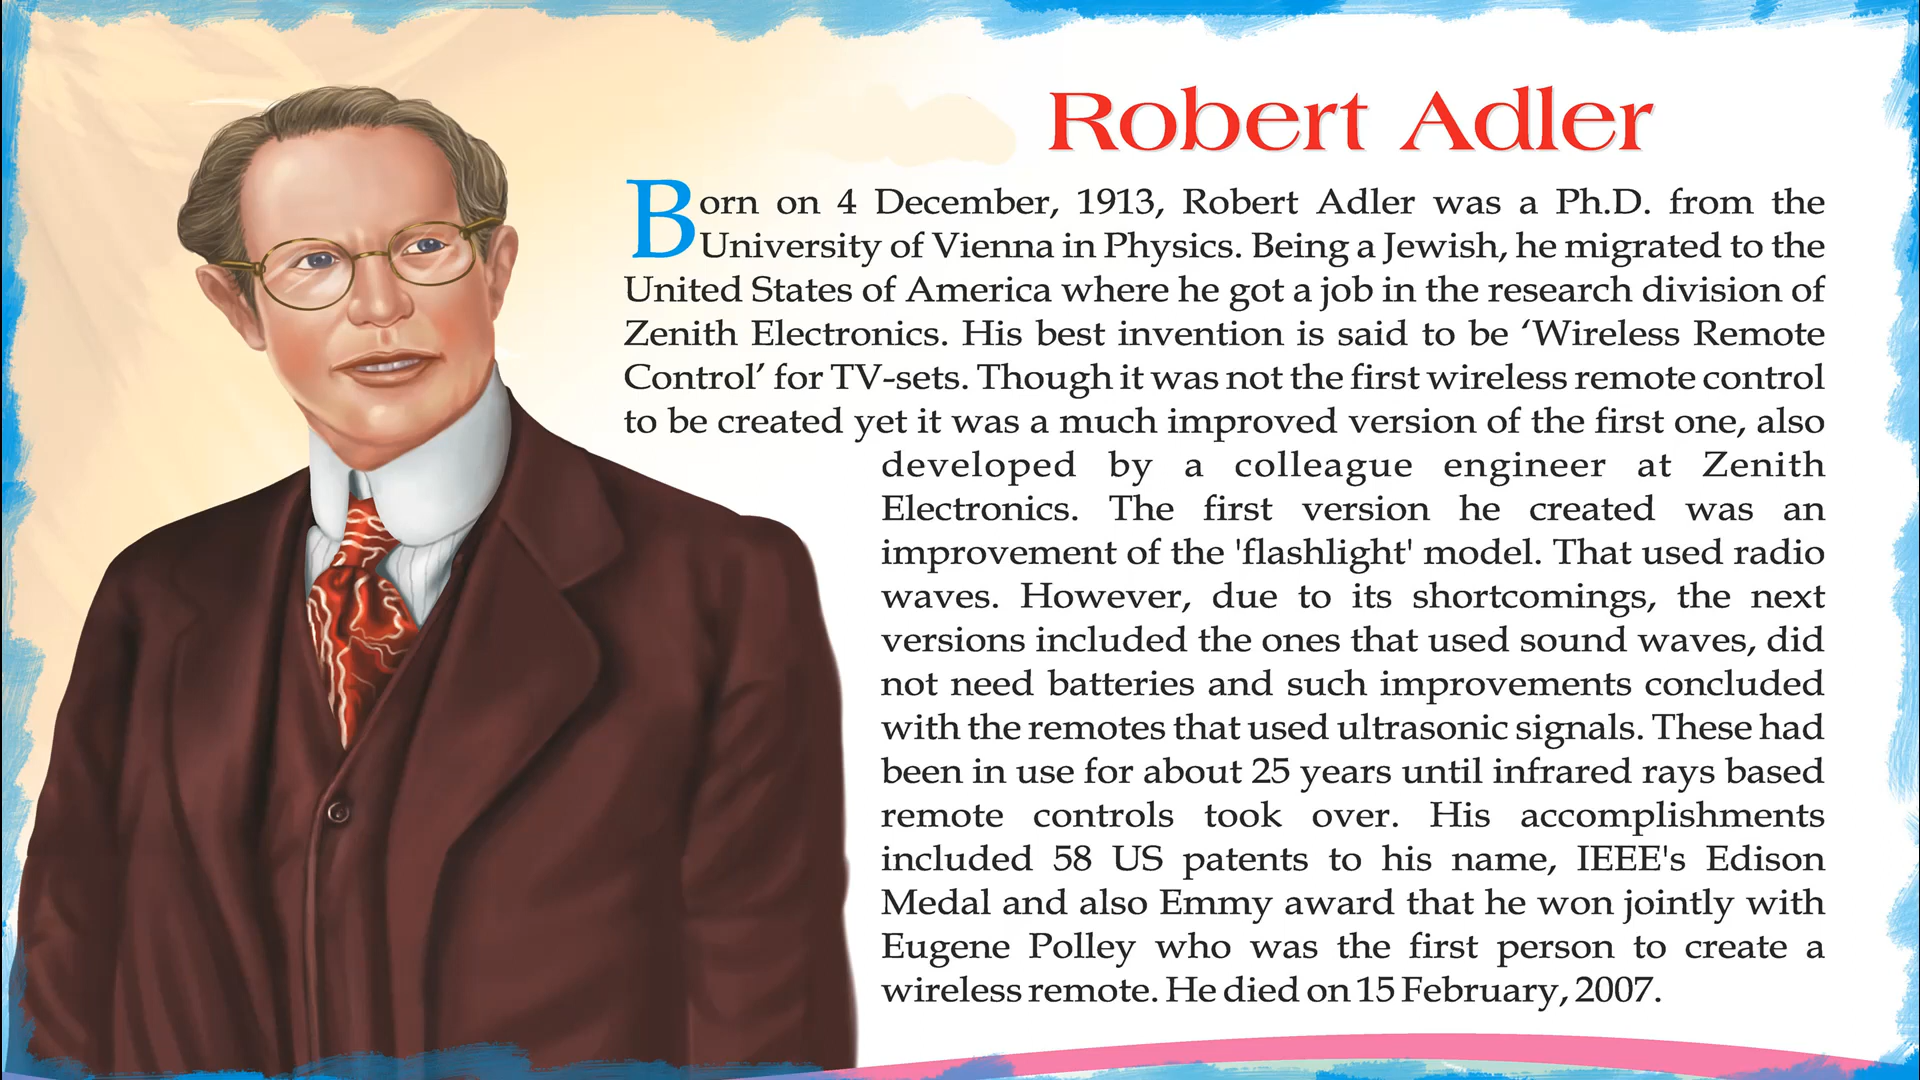 Robert Adler
Born on 4 December, 1913, Robert Adler was a Ph.D. from the
University of Vienna in Physics. Being a Jewish, he migrated to the
United States of America where he got a job in the research division of
Zenith Electronics. His best invention is said to be ‘Wireless Remote
Control’ for TV-sets. Though it was not the first wireless remote control
to be created yet it was a much improved version of the first one, also
developed by a colleague engineer at Zenith
Electronics. The first version he created was an
improvement of the 'flashlight' model. That used radio
waves. However, due to its shortcomings, the next
versions included the ones that used sound waves, did
not need batteries and such improvements concluded
with the remotes that used ultrasonic signals. These had
been in use for about 25 years until infrared rays based
remote controls took over. His accomplishments
included 58 US patents to his name, IEEE's Edison
Medal and also Emmy award that he won jointly with
Eugene Polley who was the first person to create a
wireless remote. He died on 15 February, 2007.